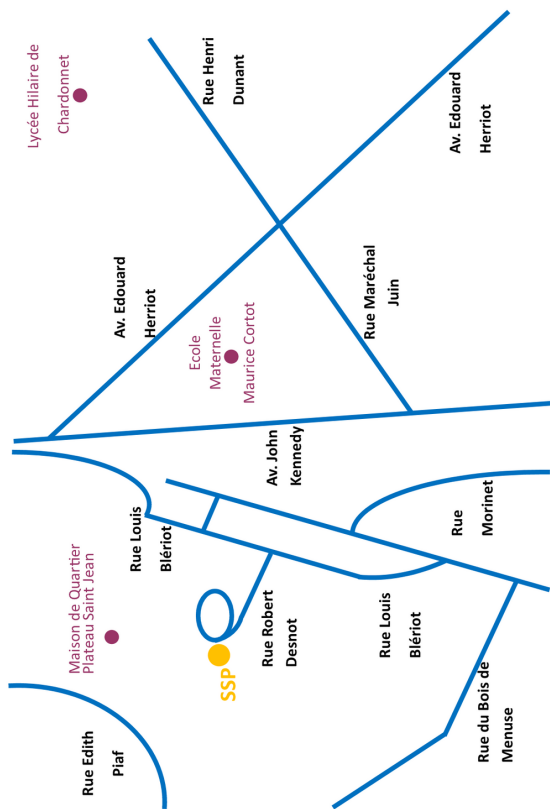 Lycée Hilaire de
Chardonnet
Rue Henri
Dunant
Av. Edouard
Herriot
Av. Edouard
Herriot
Ecole
Maternelle
Maurice Cortot
Rue Maréchal
Juin
Av. John
Kennedy
Rue Louis
Blériot
Rue
Morinet
Maison de Quartier
Plateau Saint Jean
SSP
Rue Robert
Desnot
Rue Louis
Blériot
Rue Edith
Piaf
Rue du Bois de
Menuse